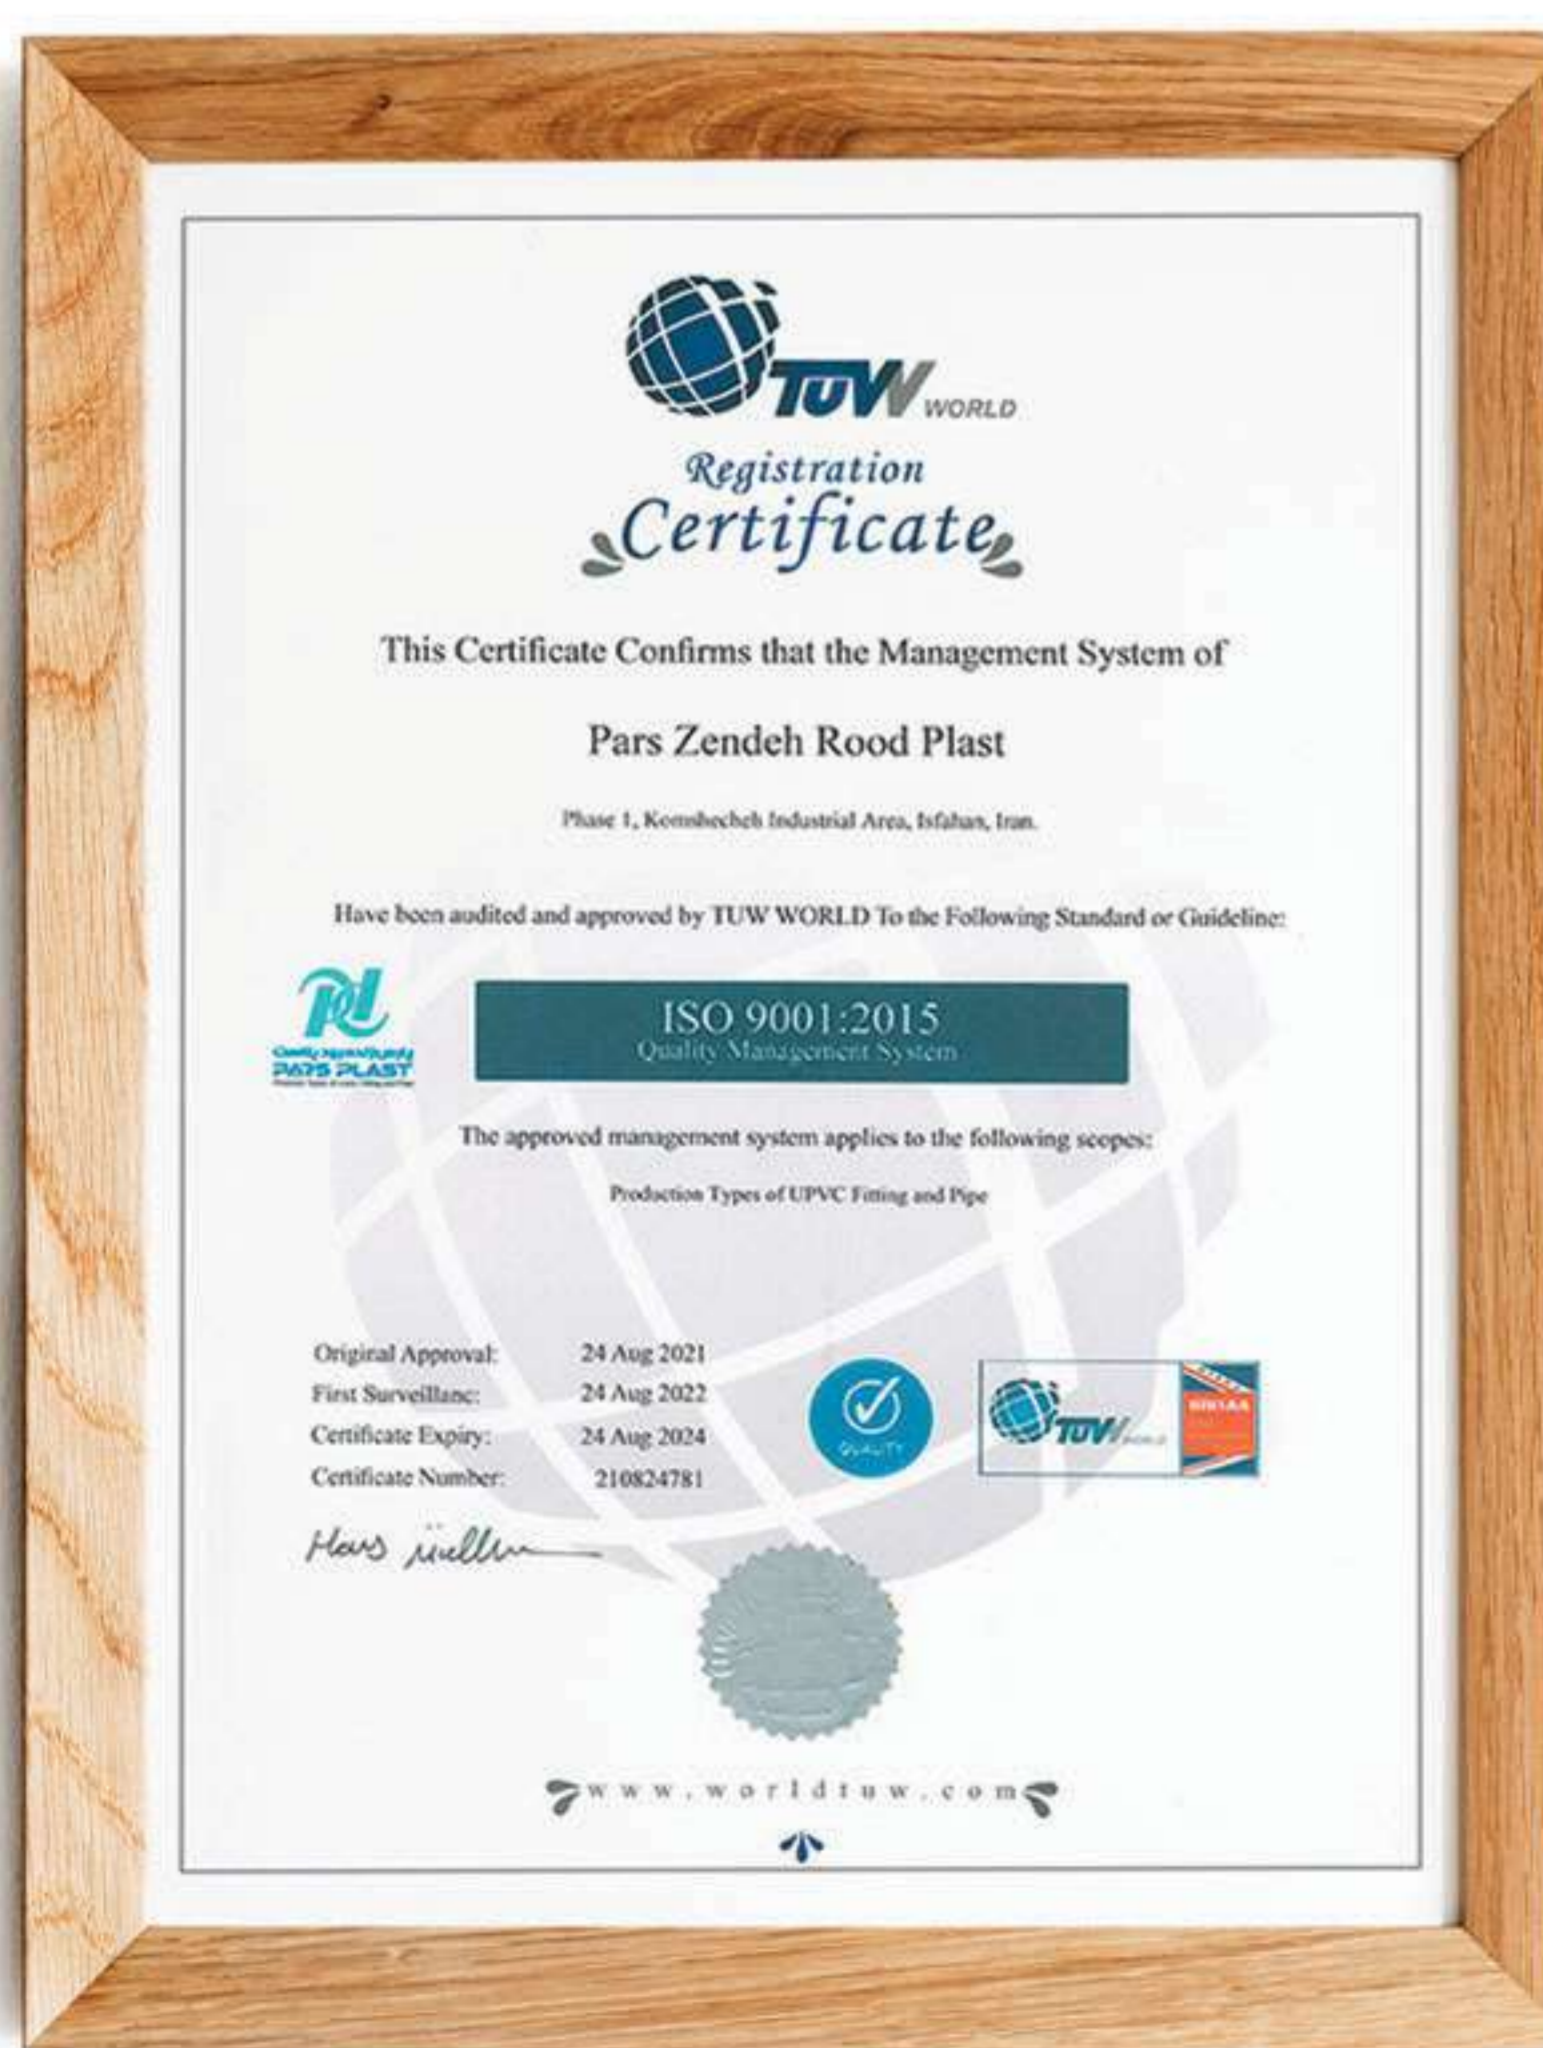 TUW WORLD
Registration
Certificate
This Certificate Confirms that the Management System of
Pars Zendeh Rood Plast
Phase 1, Komshecheh Industrial Area, Isfahan, Iran.
Have been audited and approved by TUW WORLD To the Following Standard or Guideline:
PARS PLAST
ISO 9001:2015
Quality Management System
The approved management system applies to the following scopes:
Production Types of UPVC Fitting and Pipe
Original Approval: 24 Aug 2021
First Surveillanc: 24 Aug 2022
Certificate Expiry: 24 Aug 2024
Certificate Number: 210824781
QUALITY
TUW WORLD
www.worldtuw.com